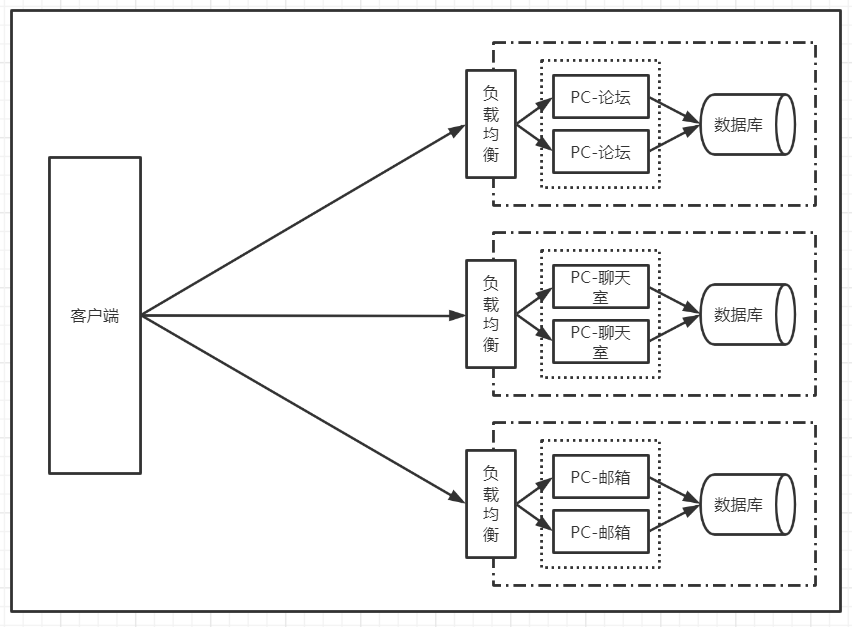 客户端
负
载
均
衡
PC-论坛
PC-论坛
数据库
负
载
均
衡
PC-聊天
室
PC-聊天
室
数据库
负
载
均
衡
PC-邮箱
PC-邮箱
数据库